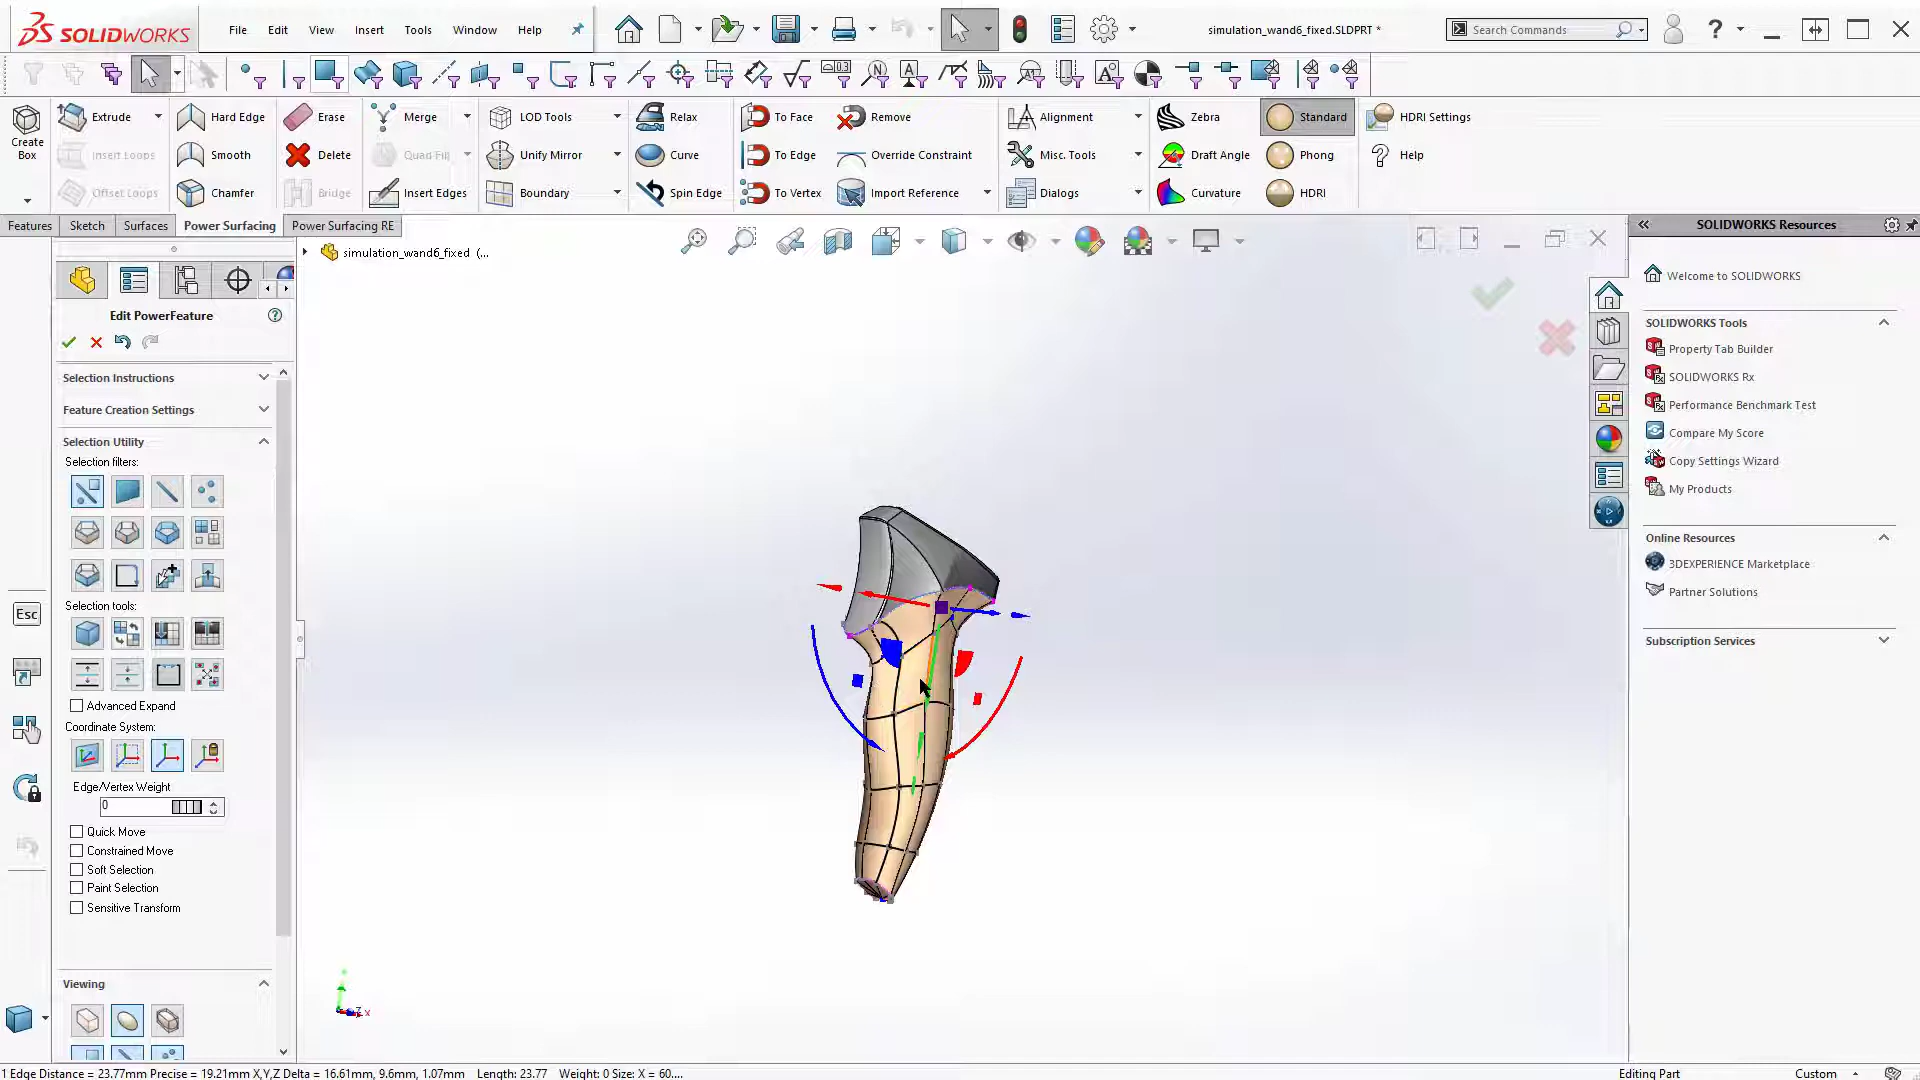 SOLIDWORKS File Edit View Insert Tools Window Help simulation_wand6_fixed.SLDPRT * Search Commands
Create Box Extrude Insert Loops Offset Loops
Hard Edge Smooth Chamfer
Erase Delete Bridge
Merge Quad Fill Insert Edges
LOD Tools Unify Mirror Boundary
Relax Curve Spin Edge
To Face To Edge To Vertex
Remove Override Constraint Import Reference
Alignment Misc. Tools Dialogs
Zebra Draft Angle Curvature
Standard Phong HDRI
HDRI Settings Help
Features Sketch Surfaces Power Surfacing Power Surfacing RE
simulation_wand6_fixed (...
Edit PowerFeature
Selection Instructions
Feature Creation Settings
Selection Utility
Selection filters:
Selection tools:
Advanced Expand
Coordinate System:
Edge/Vertex Weight
0
Quick Move
Constrained Move
Soft Selection
Paint Selection
Sensitive Transform
Viewing
Esc
Z X
SOLIDWORKS Resources
Welcome to SOLIDWORKS
SOLIDWORKS Tools
Property Tab Builder
SOLIDWORKS Rx
Performance Benchmark Test
Compare My Score
Copy Settings Wizard
My Products
Online Resources
3DEXPERIENCE Marketplace
Partner Solutions
Subscription Services
1 Edge Distance = 23.77mm Precise = 19.21mm X,Y,Z Delta = 16.61mm, 9.6mm, 1.07mm Length: 23.77 Weight: 0 Size: X = 60.... Editing Part Custom